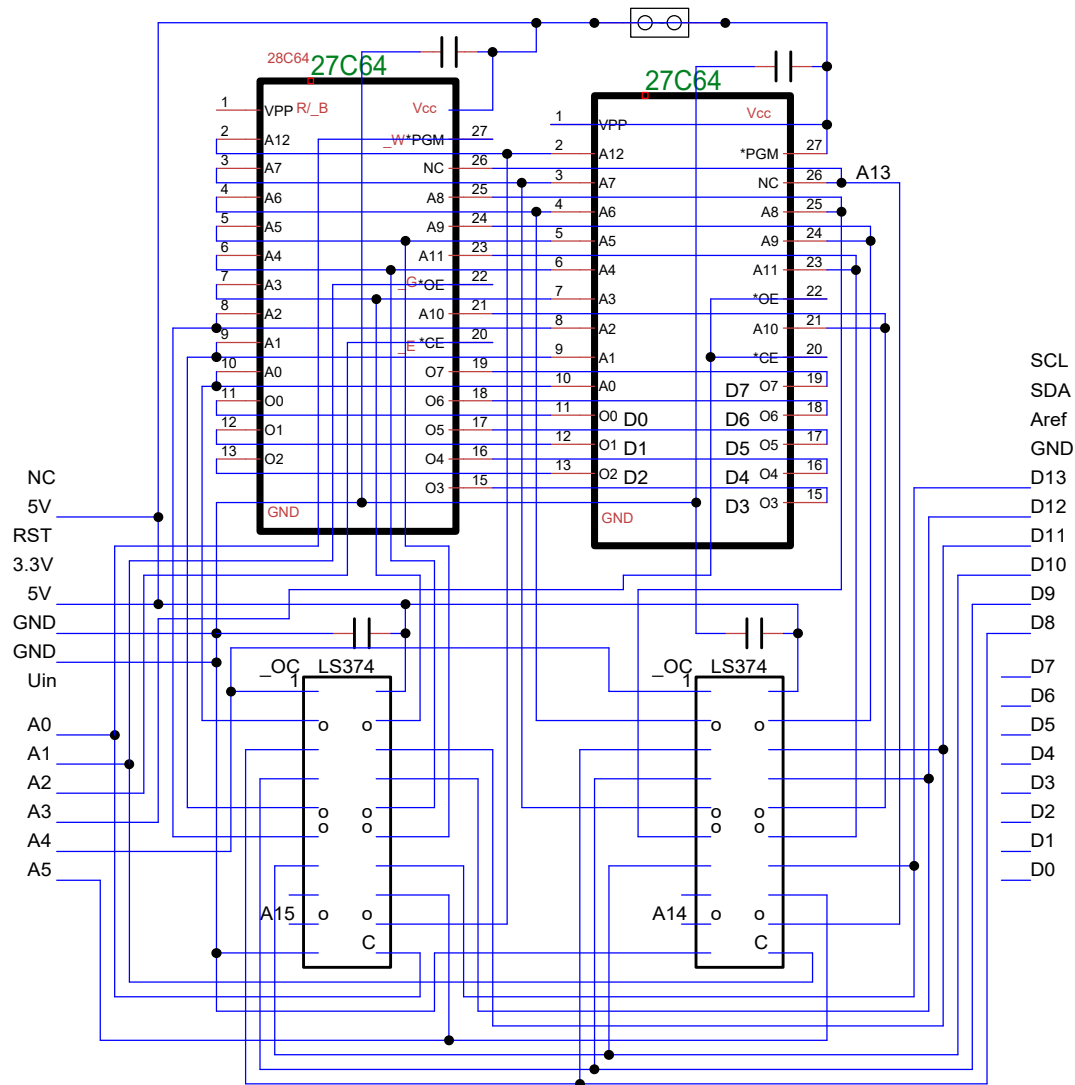 28C64 27C64
1 VPP R/_B Vcc
2 A12 _W *PGM 27
3 A7 NC 26
4 A6 A8 25
5 A5 A9 24
6 A4 A11 23
7 A3 _G *OE 22
8 A2 A10 21
9 A1 _E *CE 20
10 A0 O7 19
11 O0 O6 18
12 O1 O5 17
13 O2 O4 16
O3 15
GND
27C64
1 VPP Vcc
2 A12 *PGM 27
3 A7 NC 26 A13
4 A6 A8 25
5 A5 A9 24
6 A4 A11 23
7 A3 *OE 22
8 A2 A10 21
9 A1 *CE 20
10 A0 D7 O7 19
11 O0 D0 D6 O6 18
12 O1 D1 D5 O5 17
13 O2 D2 D4 O4 16
D3 O3 15
GND
NC
5V
RST
3.3V
5V
GND
GND
Uin
A0
A1
A2
A3
A4
A5
_OC LS374
1
o o
o o
o o
A15 o o
C
_OC LS374
1
o o
o o
o o
A14 o o
C
SCL
SDA
Aref
GND
D13
D12
D11
D10
D9
D8
D7
D6
D5
D4
D3
D2
D1
D0